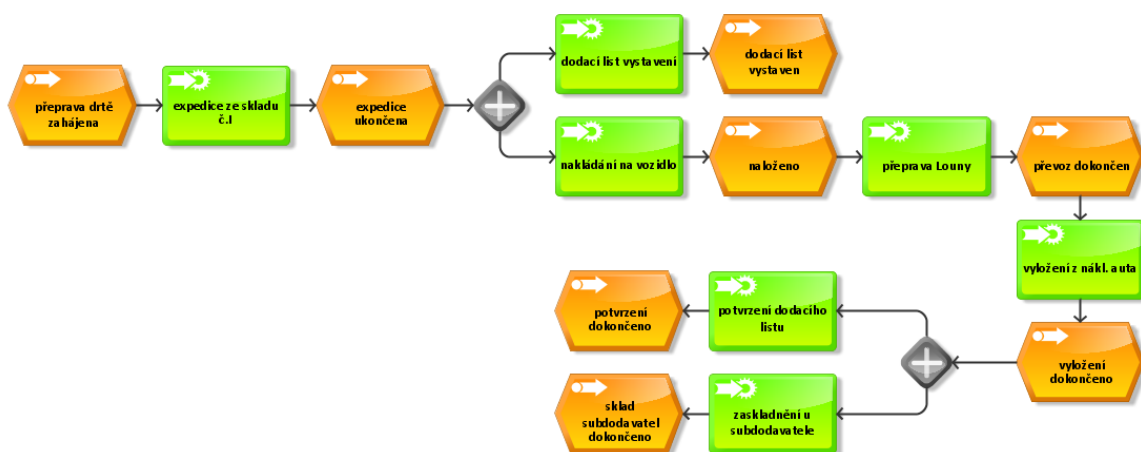 přeprava drtě
zahájena
expedice ze skladu
č.I
expedice
ukončena
dodací list vystavení
dodací list
vystaven
nakládání na vozidlo
naloženo
přeprava Louny
převoz dokončen
vyložení z nákl. auta
vyložení
dokončeno
potvrzení dodacího
listu
potvrzení
dokončeno
zaskladnění u
subdodavatele
sklad
subdodavatel
dokončeno